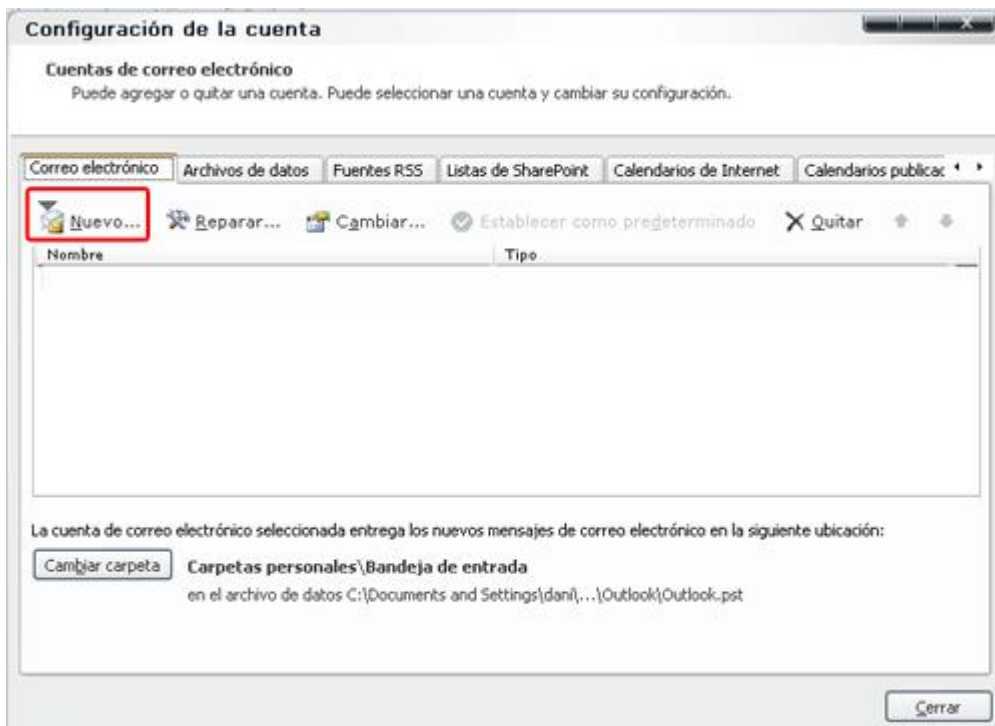 Configuración de la cuenta
Cuentas de correo electrónico
Puede agregar o quitar una cuenta. Puede seleccionar una cuenta y cambiar su configuración.
Correo electrónico Archivos de datos Fuentes RSS Listas de SharePoint Calendarios de Internet Calendarios publicac
Nuevo... Reparar... Cambiar... Establecer como predeterminado Quitar
Nombre Tipo
La cuenta de correo electrónico seleccionada entrega los nuevos mensajes de correo electrónico en la siguiente ubicación:
Cambiar carpeta Carpetas personales\Bandeja de entrada
en el archivo de datos C:\Documents and Settings\dani\...\Outlook\Outlook.pst
Cerrar